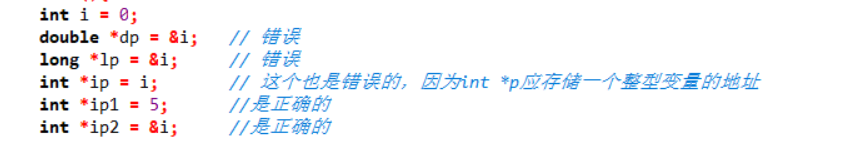 int i = 0;
double *dp = &i; // 错误
long *lp = &i; // 错误
int *ip = i; // 这个也是错误的，因为int *p应存储一个整型变量的地址
int *ip1 = 5; //是正确的
int *ip2 = &i; //是正确的